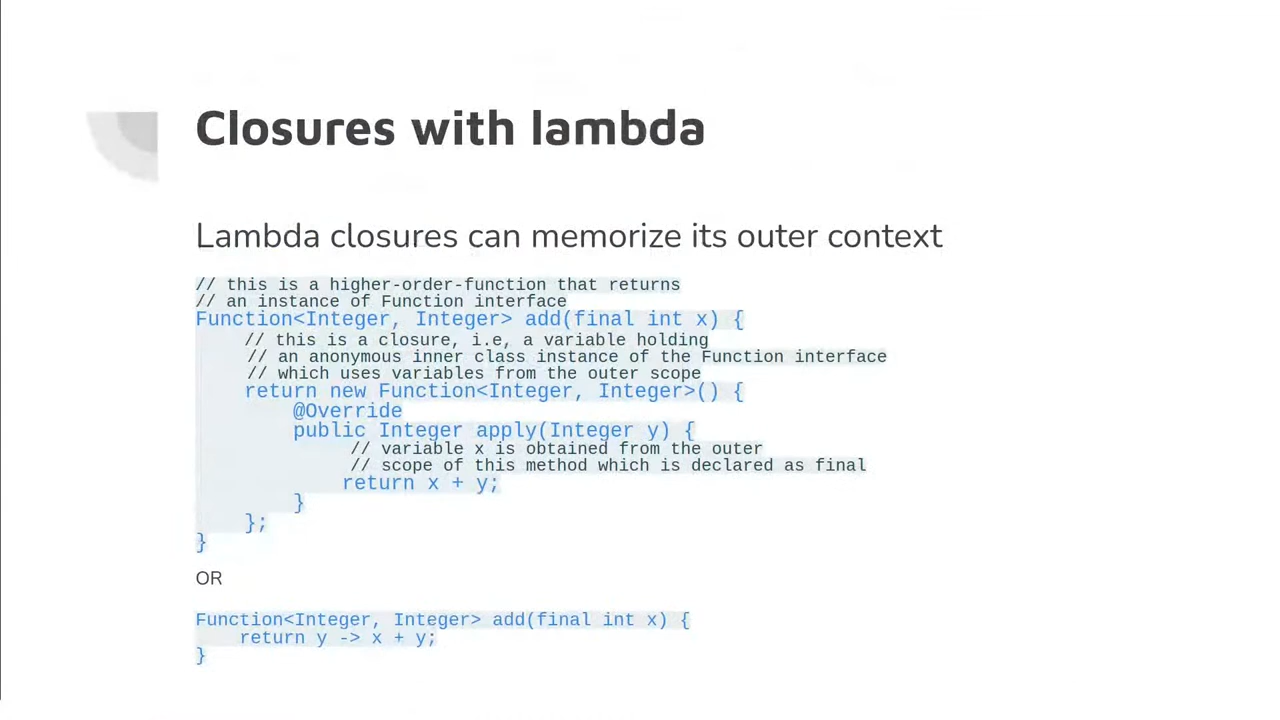 Closures with lambda
Lambda closures can memorize its outer context
// this is a higher-order-function that returns
// an instance of Function interface
Function<Integer, Integer> add(final int x) {
// this is a closure, i.e, a variable holding
// an anonymous inner class instance of the Function interface
// which uses variables from the outer scope
return new Function<Integer, Integer>() {
@Override
public Integer apply(Integer y) {
// variable x is obtained from the outer
// scope of this method which is declared as final
return x + y;
}
};
}
OR
Function<Integer, Integer> add(final int x) {
return y -> x + y;
}